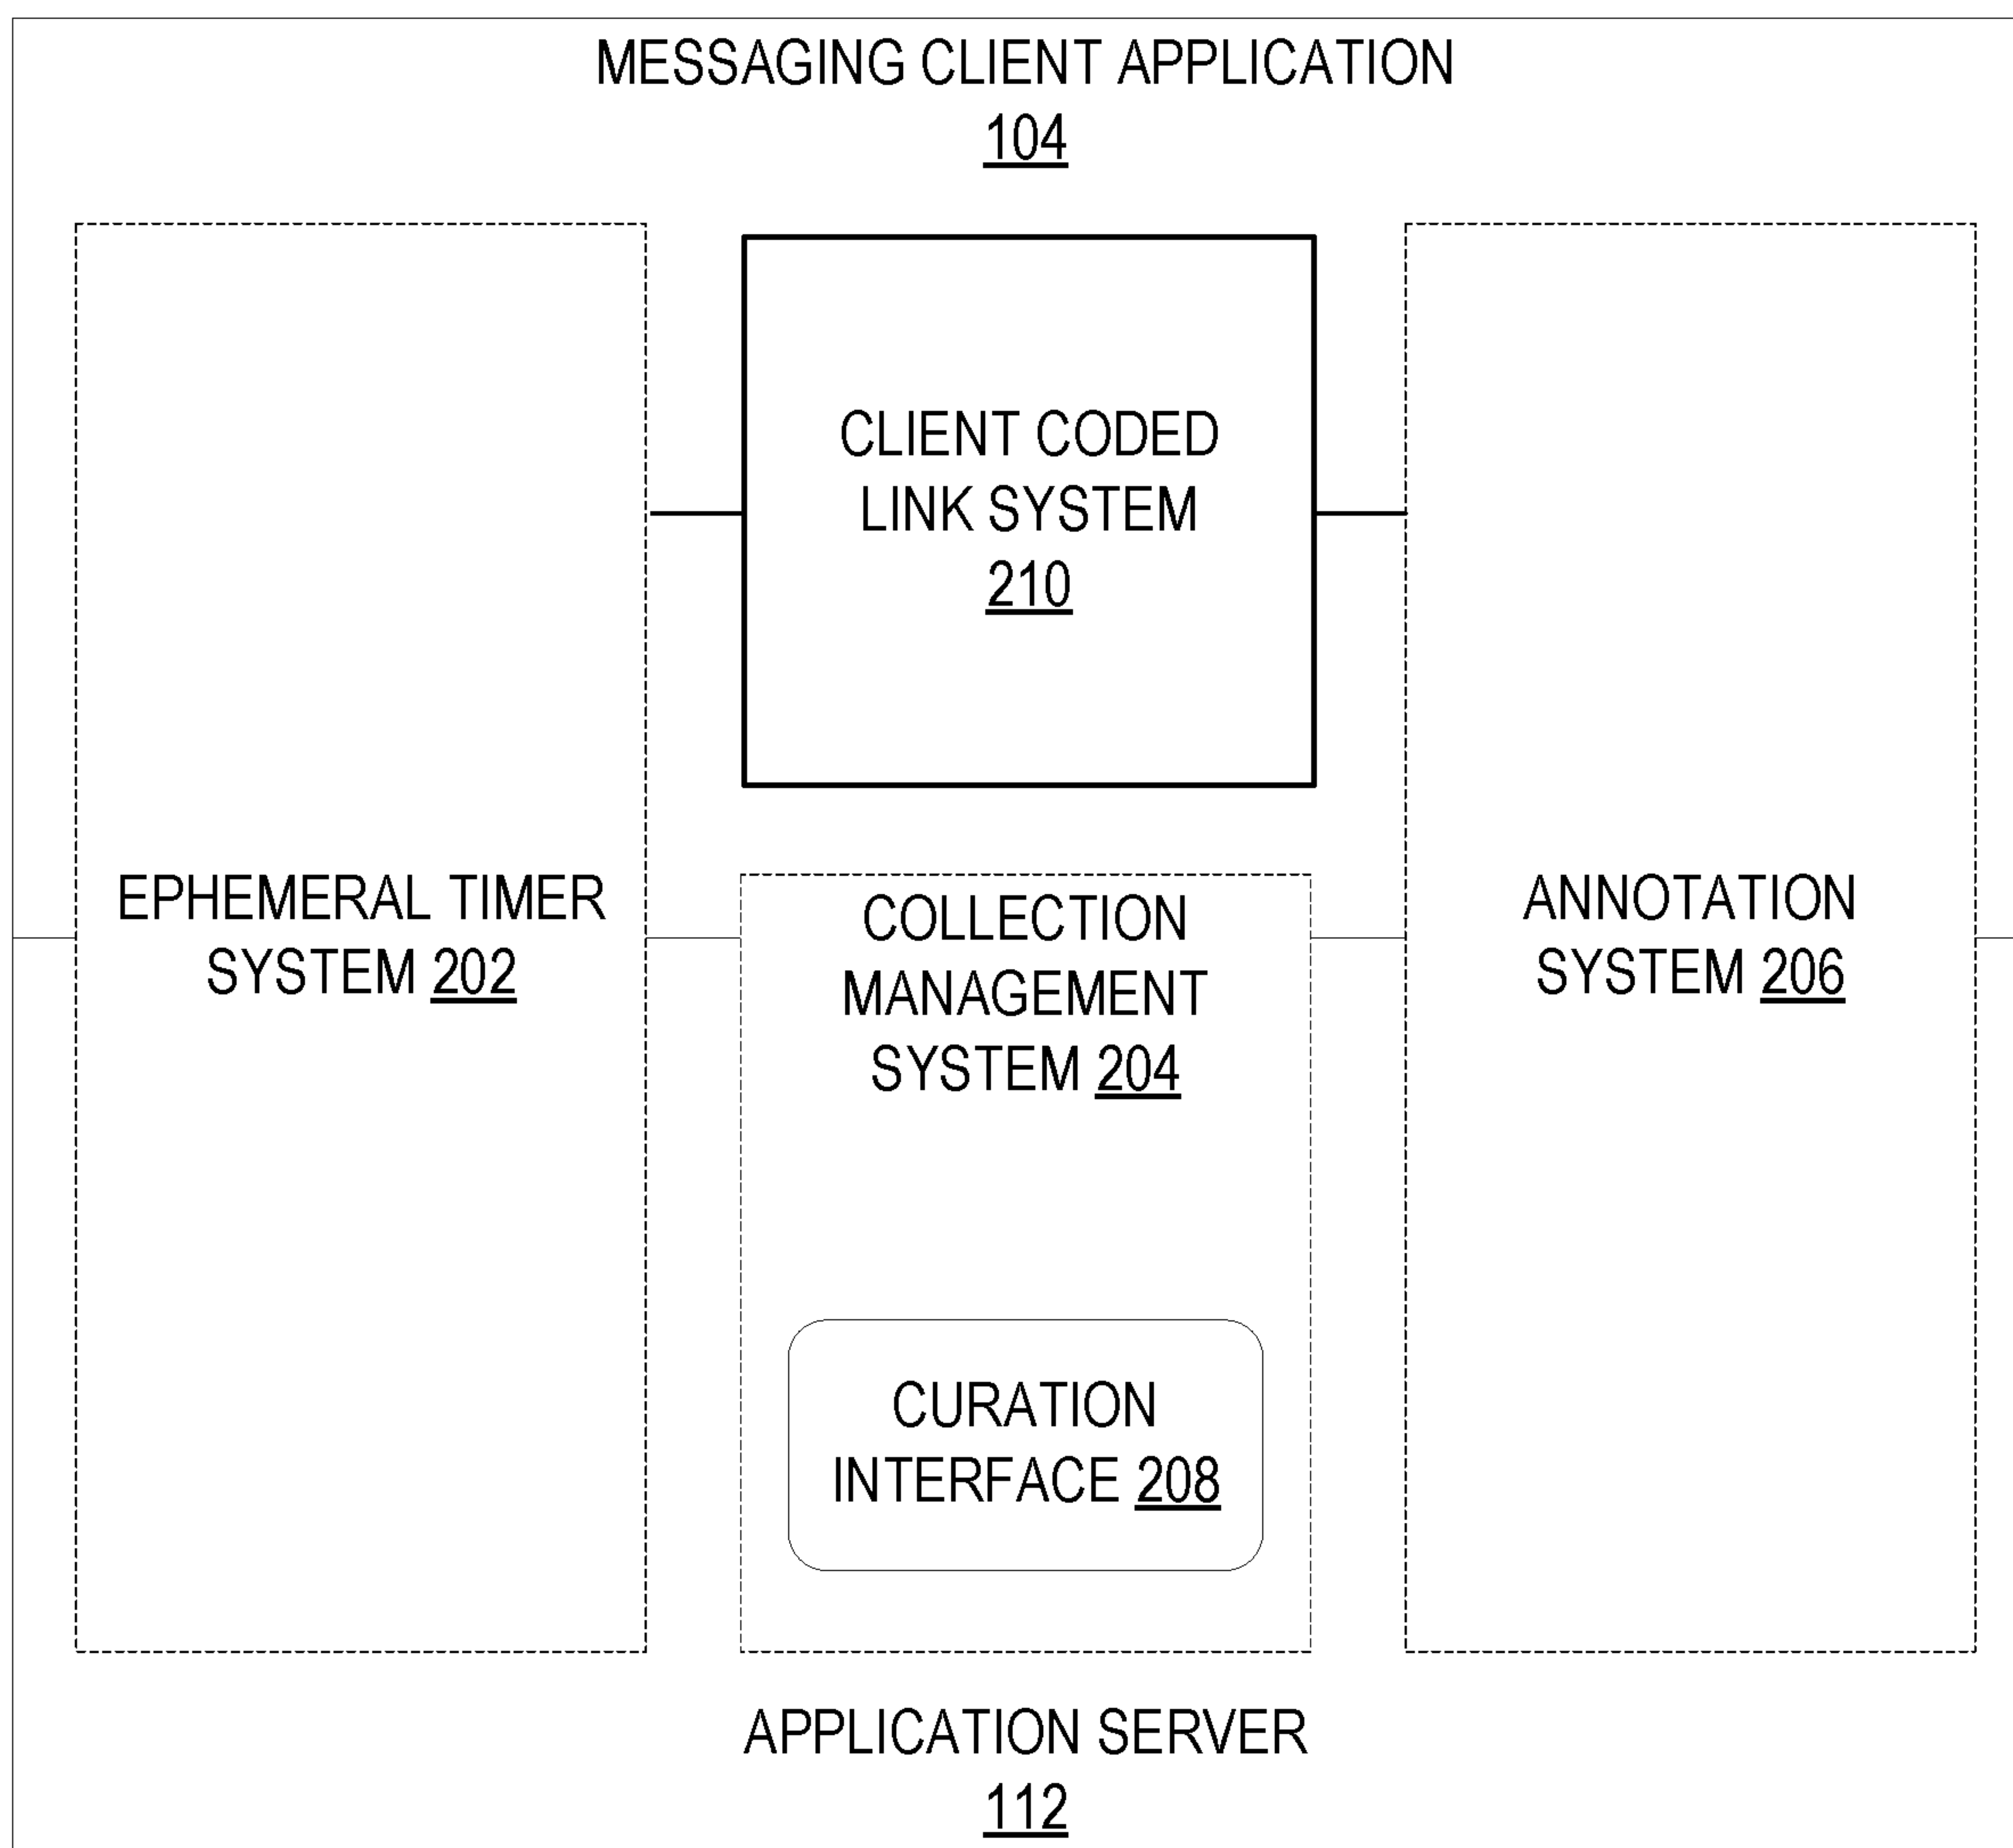 MESSAGING CLIENT APPLICATION
104
CLIENT CODED
LINK SYSTEM
210
EPHEMERAL TIMER
SYSTEM 202
COLLECTION
MANAGEMENT
SYSTEM 204
ANNOTATION
SYSTEM 206
CURATION
INTERFACE 208
APPLICATION SERVER
112